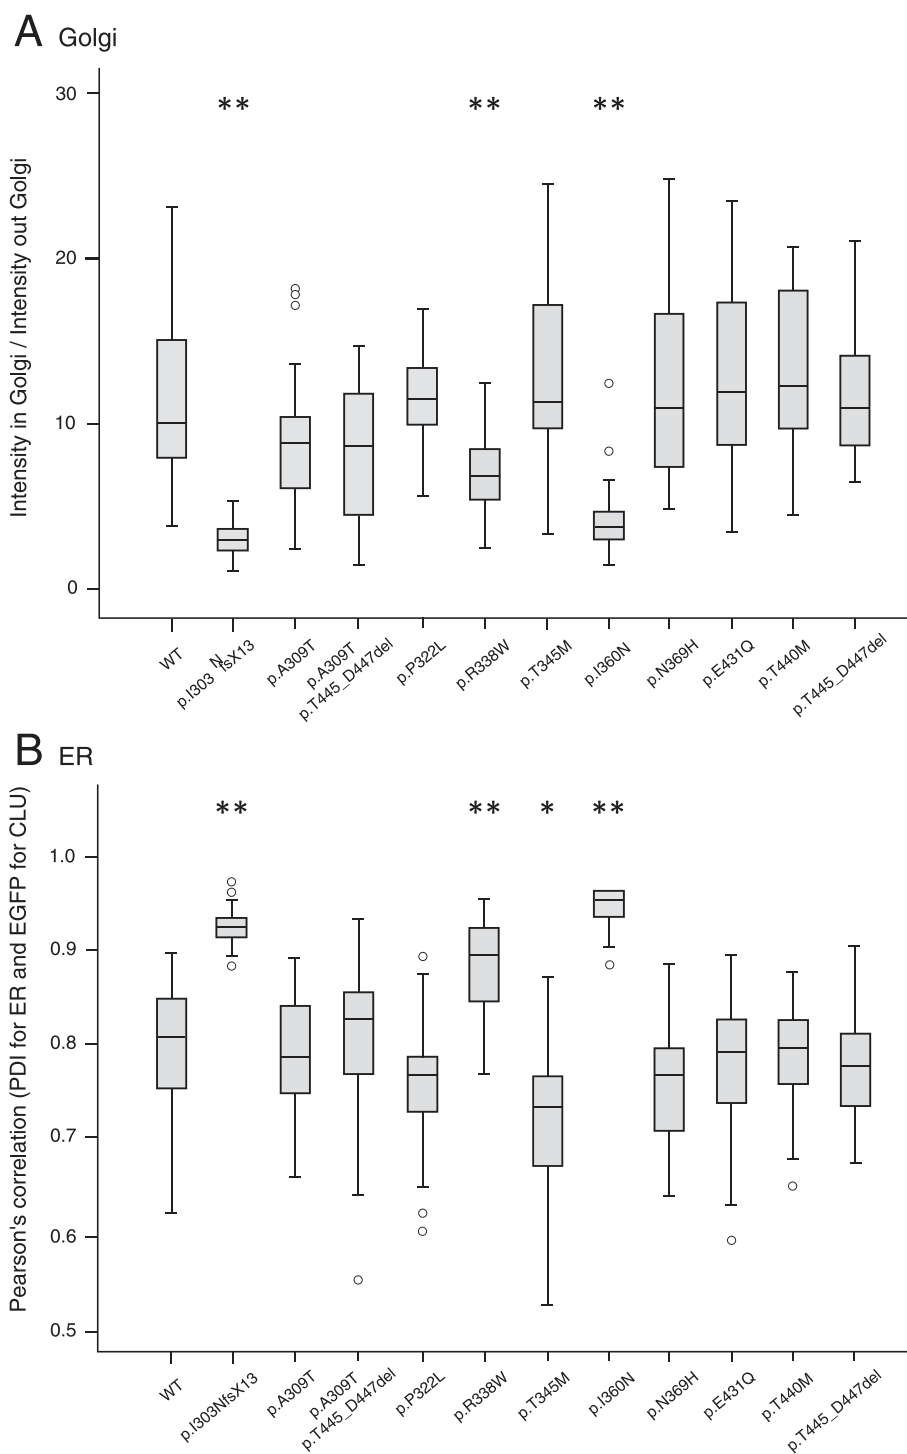 A Golgi
Intensity in Golgi / Intensity out Golgi
30
20
10
0
** ** **
WT
p.I303NfsX13
p.A309T
p.A309T
p.T445_D447del
p.P322L
p.R338W
p.T345M
p.I360N
p.N369H
p.E431Q
p.T440M
p.T445_D447del
B ER
Pearson's correlation (PDI for ER and EGFP for CLU)
** ** * **
1.0
0.9
0.8
0.7
0.6
0.5
WT
p.I303NfsX13
p.A309T
p.A309T
p.T445_D447del
p.P322L
p.R338W
p.T345M
p.I360N
p.N369H
p.E431Q
p.T440M
p.T445_D447del